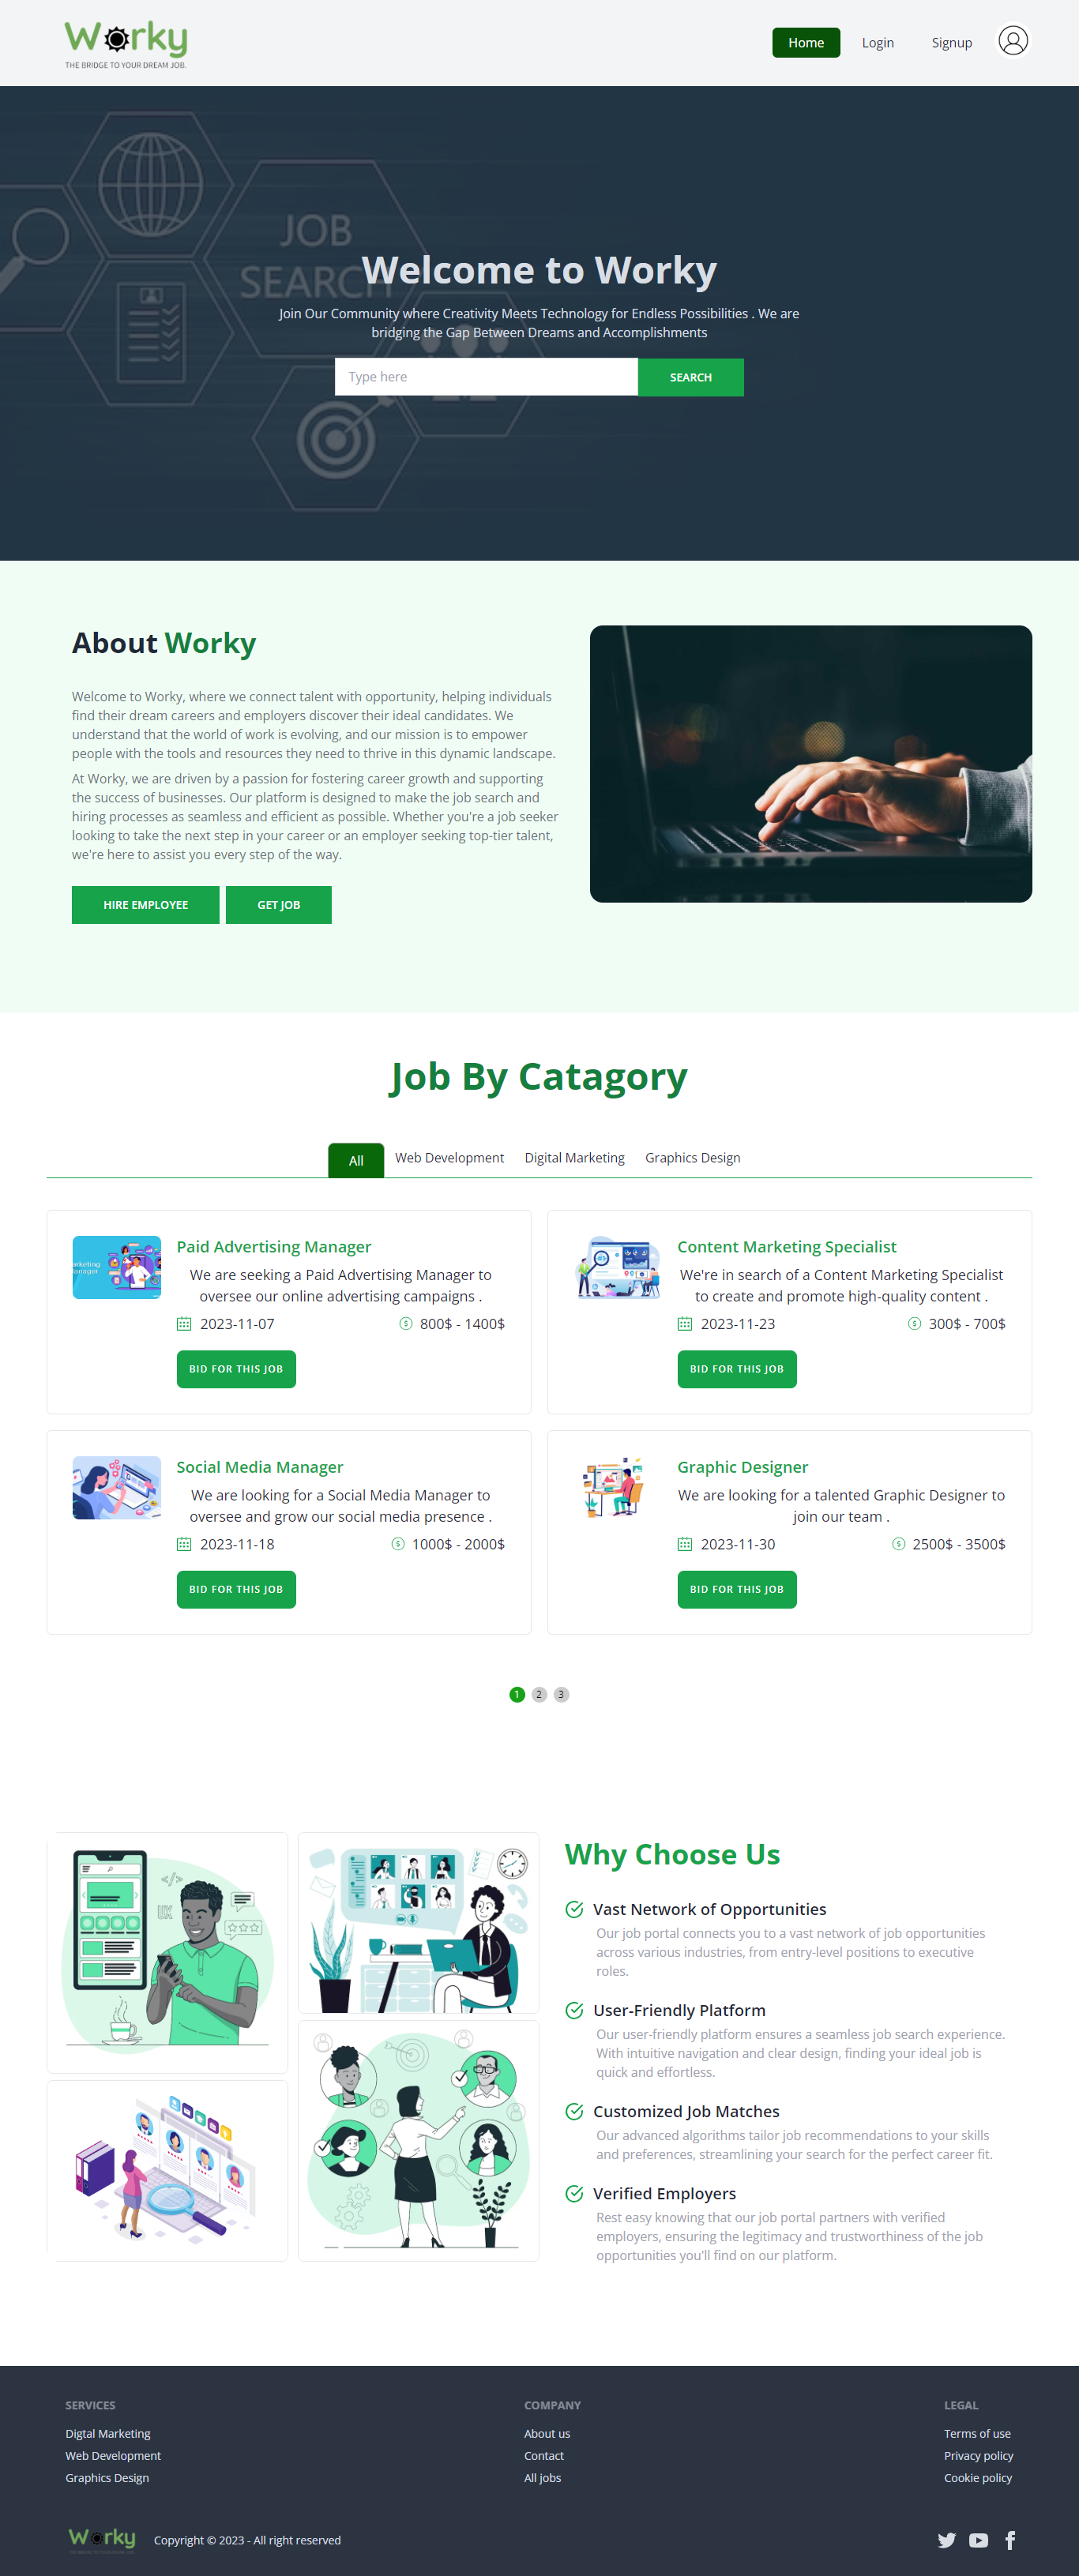 Worky
THE BRIDGE TO YOUR DREAM JOB.
Home
Login
Signup
JOB
SEARCH
Welcome to Worky
Join Our Community where Creativity Meets Technology for Endless Possibilities . We are
bridging the Gap Between Dreams and Accomplishments
Type here
SEARCH
About Worky
Welcome to Worky, where we connect talent with opportunity, helping individuals
find their dream careers and employers discover their ideal candidates. We
understand that the world of work is evolving, and our mission is to empower
people with the tools and resources they need to thrive in this dynamic landscape.
At Worky, we are driven by a passion for fostering career growth and supporting
the success of businesses. Our platform is designed to make the job search and
hiring processes as seamless and efficient as possible. Whether you're a job seeker
looking to take the next step in your career or an employer seeking top-tier talent,
we're here to assist you every step of the way.
HIRE EMPLOYEE
GET JOB
Job By Catagory
All
Web Development
Digital Marketing
Graphics Design
Paid Advertising Manager
We are seeking a Paid Advertising Manager to
oversee our online advertising campaigns .
2023-11-07
800$ - 1400$
BID FOR THIS JOB
Content Marketing Specialist
We're in search of a Content Marketing Specialist
to create and promote high-quality content .
2023-11-23
300$ - 700$
BID FOR THIS JOB
Social Media Manager
We are looking for a Social Media Manager to
oversee and grow our social media presence .
2023-11-18
1000$ - 2000$
BID FOR THIS JOB
Graphic Designer
We are looking for a talented Graphic Designer to
join our team .
2023-11-30
2500$ - 3500$
BID FOR THIS JOB
1
2
3
UX
Why Choose Us
Vast Network of Opportunities
Our job portal connects you to a vast network of job opportunities
across various industries, from entry-level positions to executive
roles.
User-Friendly Platform
Our user-friendly platform ensures a seamless job search experience.
With intuitive navigation and clear design, finding your ideal job is
quick and effortless.
Customized Job Matches
Our advanced algorithms tailor job recommendations to your skills
and preferences, streamlining your search for the perfect career fit.
Verified Employers
Rest easy knowing that our job portal partners with verified
employers, ensuring the legitimacy and trustworthiness of the job
opportunities you'll find on our platform.
SERVICES
Digtal Marketing
Web Development
Graphics Design
COMPANY
About us
Contact
All jobs
LEGAL
Terms of use
Privacy policy
Cookie policy
Worky
Copyright © 2023 - All right reserved